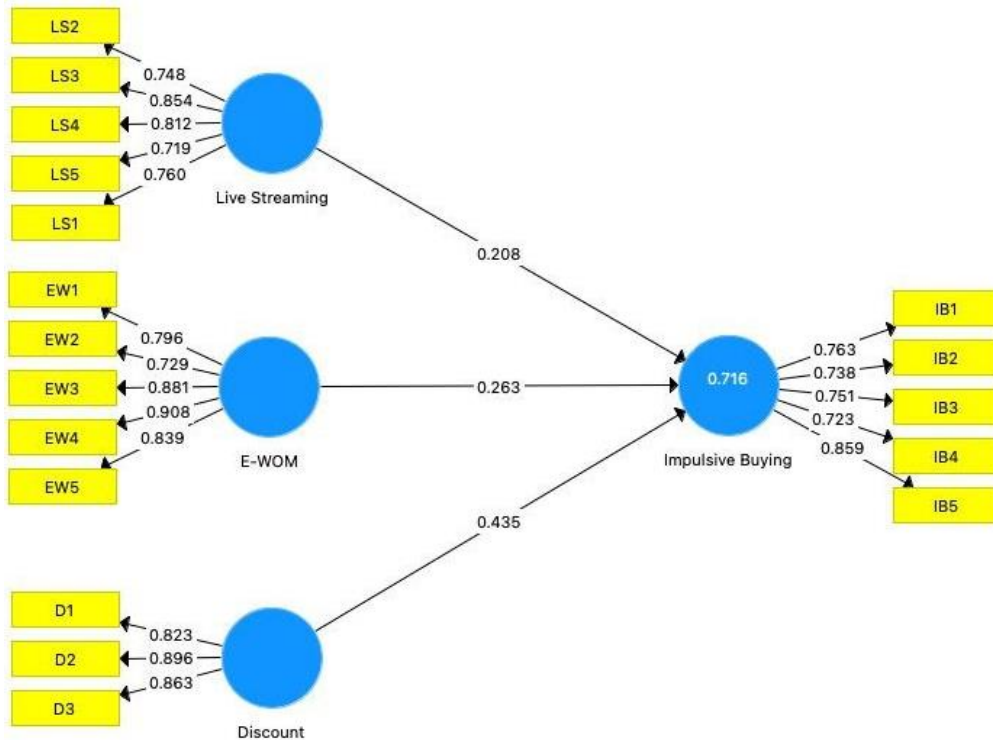 LS2
LS3
LS4
LS5
LS1
0.748
0.854
0.812
0.719
0.760
Live Streaming
0.208
EW1
EW2
EW3
EW4
EW5
0.796
0.729
0.881
0.908
0.839
E-WOM
0.263
D1
D2
D3
0.823
0.896
0.863
Discount
0.435
0.716
Impulsive Buying
0.763
0.738
0.751
0.723
0.859
IB1
IB2
IB3
IB4
IB5